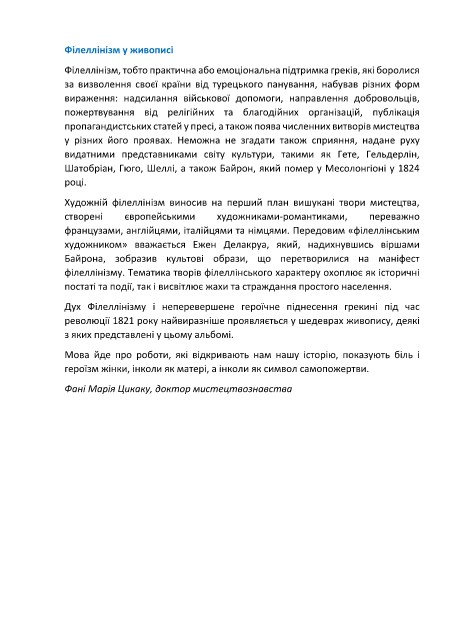 Філеллінізм у живописі
Філеллінізм, тобто практична або емоціональна підтримка греків, які боролися
за визволення своєї країни від турецького панування, набував різних форм
вираження: надсилання військової допомоги, направлення добровольців,
пожертвування від релігійних та благодійних організацій, публікація
пропагандистських статей у пресі, а також поява численних витворів мистецтва
у різних його проявах. Неможна не згадати також сприяння, надане руху
видатними представниками світу культури, такими як Гете, Гельдерлін,
Шатобріан, Гюго, Шеллі, а також Байрон, який помер у Месолонгіоні у 1824
році.
Художній філеллінізм виносив на перший план вишукані твори мистецтва,
створені європейськими художниками-романтиками, переважно
французами, англійцями, італійцями та німцями. Передовим «філеллінським
художником» вважається Ежен Делакруа, який, надихнувшись віршами
Байрона, зобразив культові образи, що перетворилися на маніфест
філеллінізму. Тематика творів філеллінського характеру охоплює як історичні
постаті та події, так і висвітлює жахи та страждання простого населення.
Дух Філеллінізму і неперевершене героїчне піднесення грекині під час
революції 1821 року найвиразніше проявляється у шедеврах живопису, деякі
з яких представлені у цьому альбомі.
Мова йде про роботи, які відкривають нам нашу історію, показують біль і
героїзм жінки, інколи як матері, а інколи як символ самопожертви.
Фані Марія Цикаку, доктор мистецтвознавства